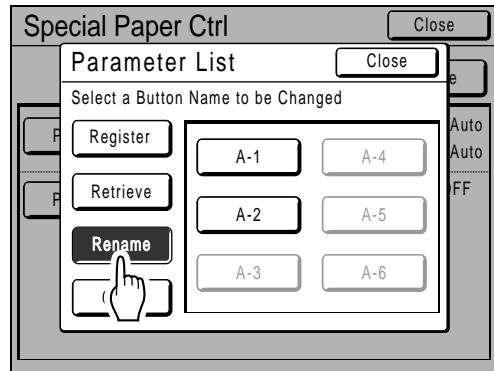 Special Paper Ctrl Close
Parameter List Close
Select a Button Name to be Changed
Register
Retrieve
Rename
A-1 A-4
A-2 A-5
A-3 A-6
Auto
Auto